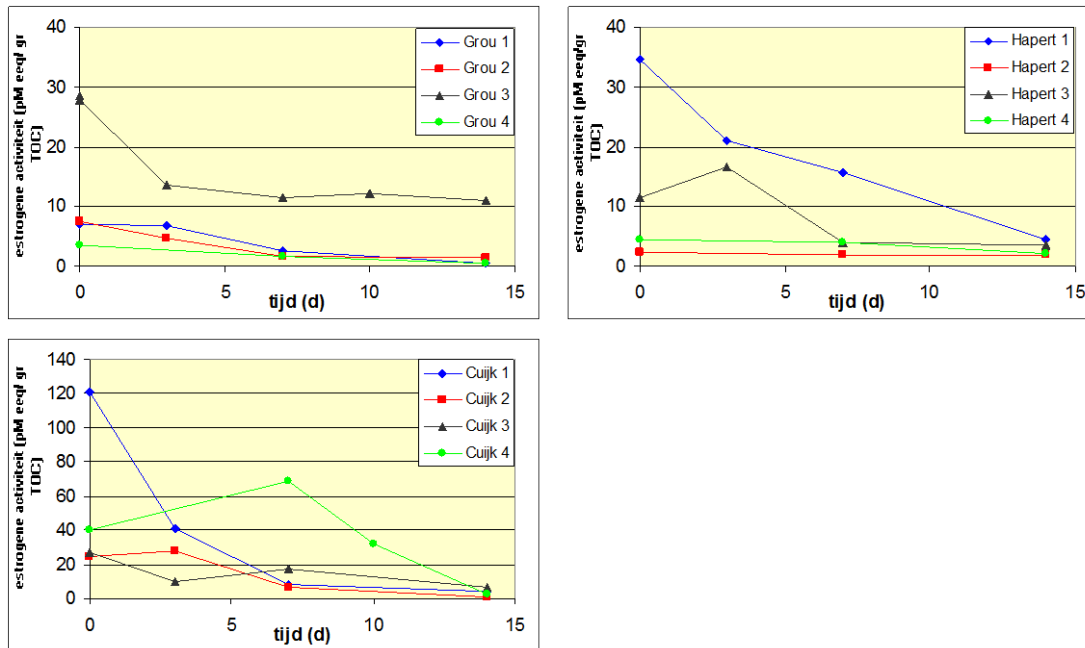 estrogene activiteit (pM eeq/ gr
TOC)
40
30
20
10
0
0
5
10
15
tijd (d)
Grou 1
Grou 2
Grou 3
Grou 4
estrogene activiteit (pM eeq/gr
TOC)
40
30
20
10
0
0
5
10
15
tijd (d)
Hapert 1
Hapert 2
Hapert 3
Hapert 4
estrogene activiteit (pM eeq/ gr
TOC)
140
120
100
80
60
40
20
0
0
5
10
15
tijd (d)
Cuijk 1
Cuijk 2
Cuijk 3
Cuijk 4